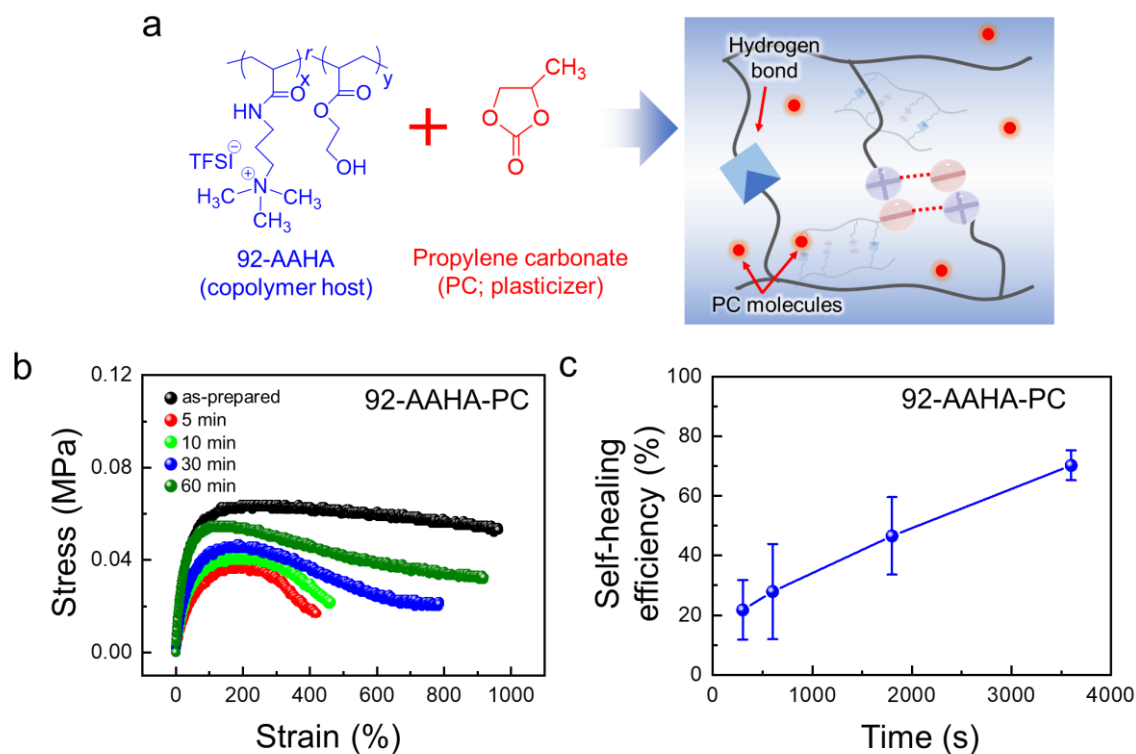 a
r
x
y
O
HN
O
O
OH
TFSI⊖
⊕
N
H₃C
CH₃
CH₃
92-AAHA
(copolymer host)
+
CH₃
O
O
O
Propylene carbonate
(PC; plasticizer)
Hydrogen
bond
PC molecules
b
92-AAHA-PC
as-prepared
5 min
10 min
30 min
60 min
0.12
0.08
0.04
0.00
Stress (MPa)
0 200 400 600 800 1000
Strain (%)
c
92-AAHA-PC
100
80
60
40
20
0
Self-healing
efficiency (%)
0 1000 2000 3000 4000
Time (s)